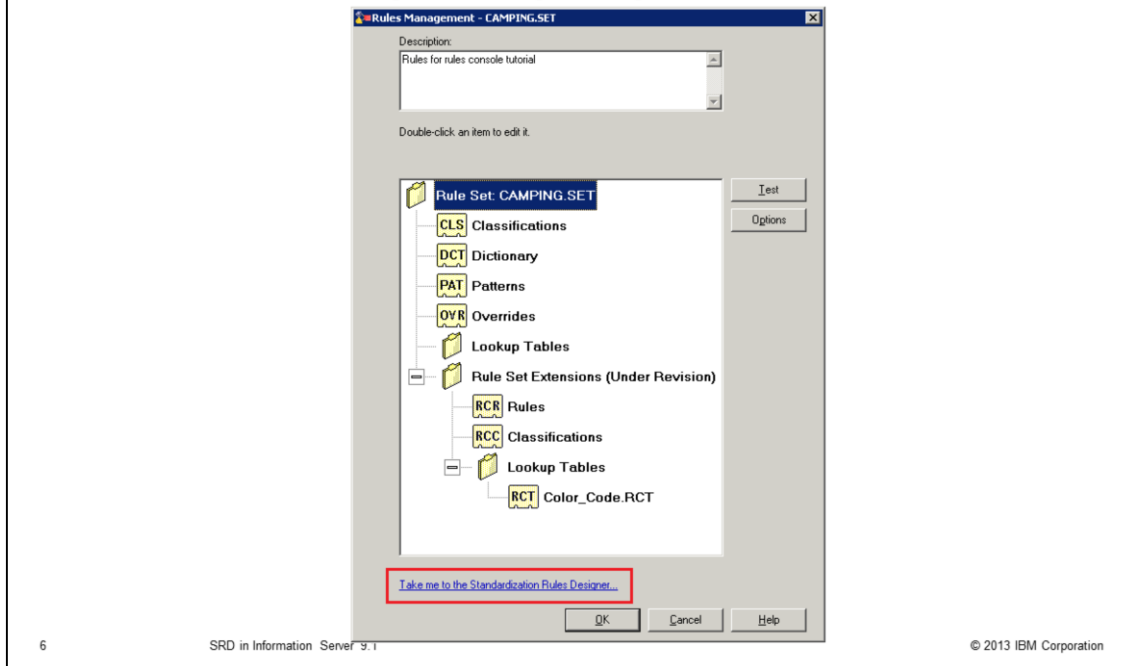 Rules Management - CAMPING.SET
Description:
Rules for rules console tutorial
Double-click an item to edit it.
Rule Set: CAMPING.SET
Test
CLS Classifications
Options
DCT Dictionary
PAT Patterns
OVR Overrides
Lookup Tables
Rule Set Extensions (Under Revision)
RCR Rules
RCC Classifications
Lookup Tables
RCT Color_Code.RCT
Take me to the Standardization Rules Designer...
OK Cancel Help
6 SRD in Information Server 9.1 © 2013 IBM Corporation